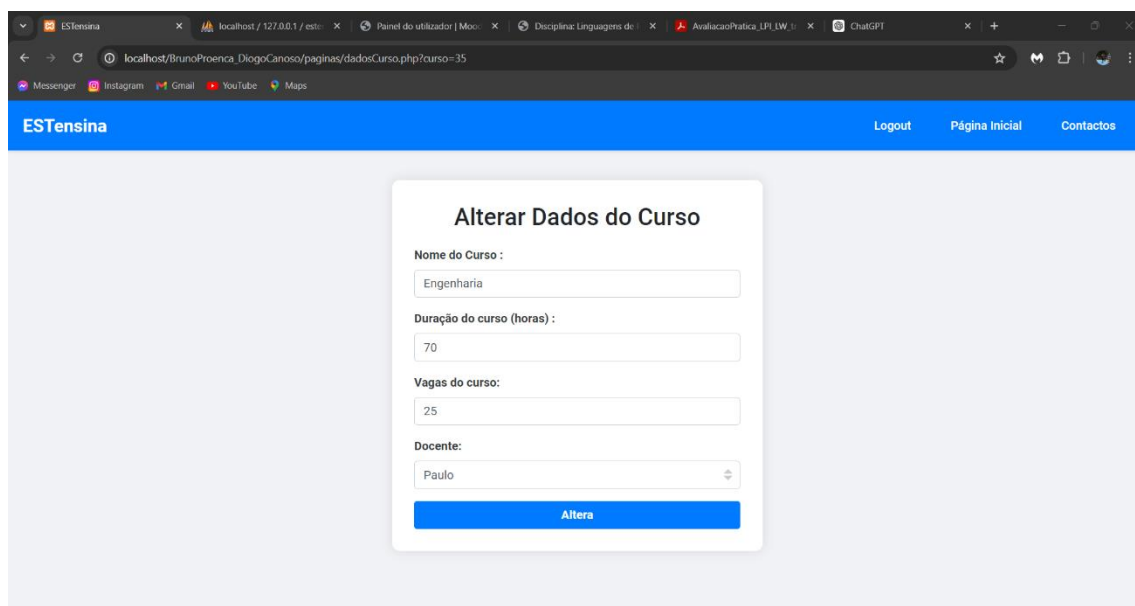 ESTensina
localhost / 127.0.0.1 / este
Painel do utilizador | Mood
Disciplina: Linguagens de
AvaliacaoPratica_LPI_LW_t
ChatGPT
localhost/BrunoProenca_DiogoCanoso/paginas/dadosCurso.php?curso=35
Messenger Instagram Gmail YouTube Maps
ESTensina Logout Página Inicial Contactos
Alterar Dados do Curso
Nome do Curso :
Engenharia
Duração do curso (horas) :
70
Vagas do curso:
25
Docente:
Paulo
Altera